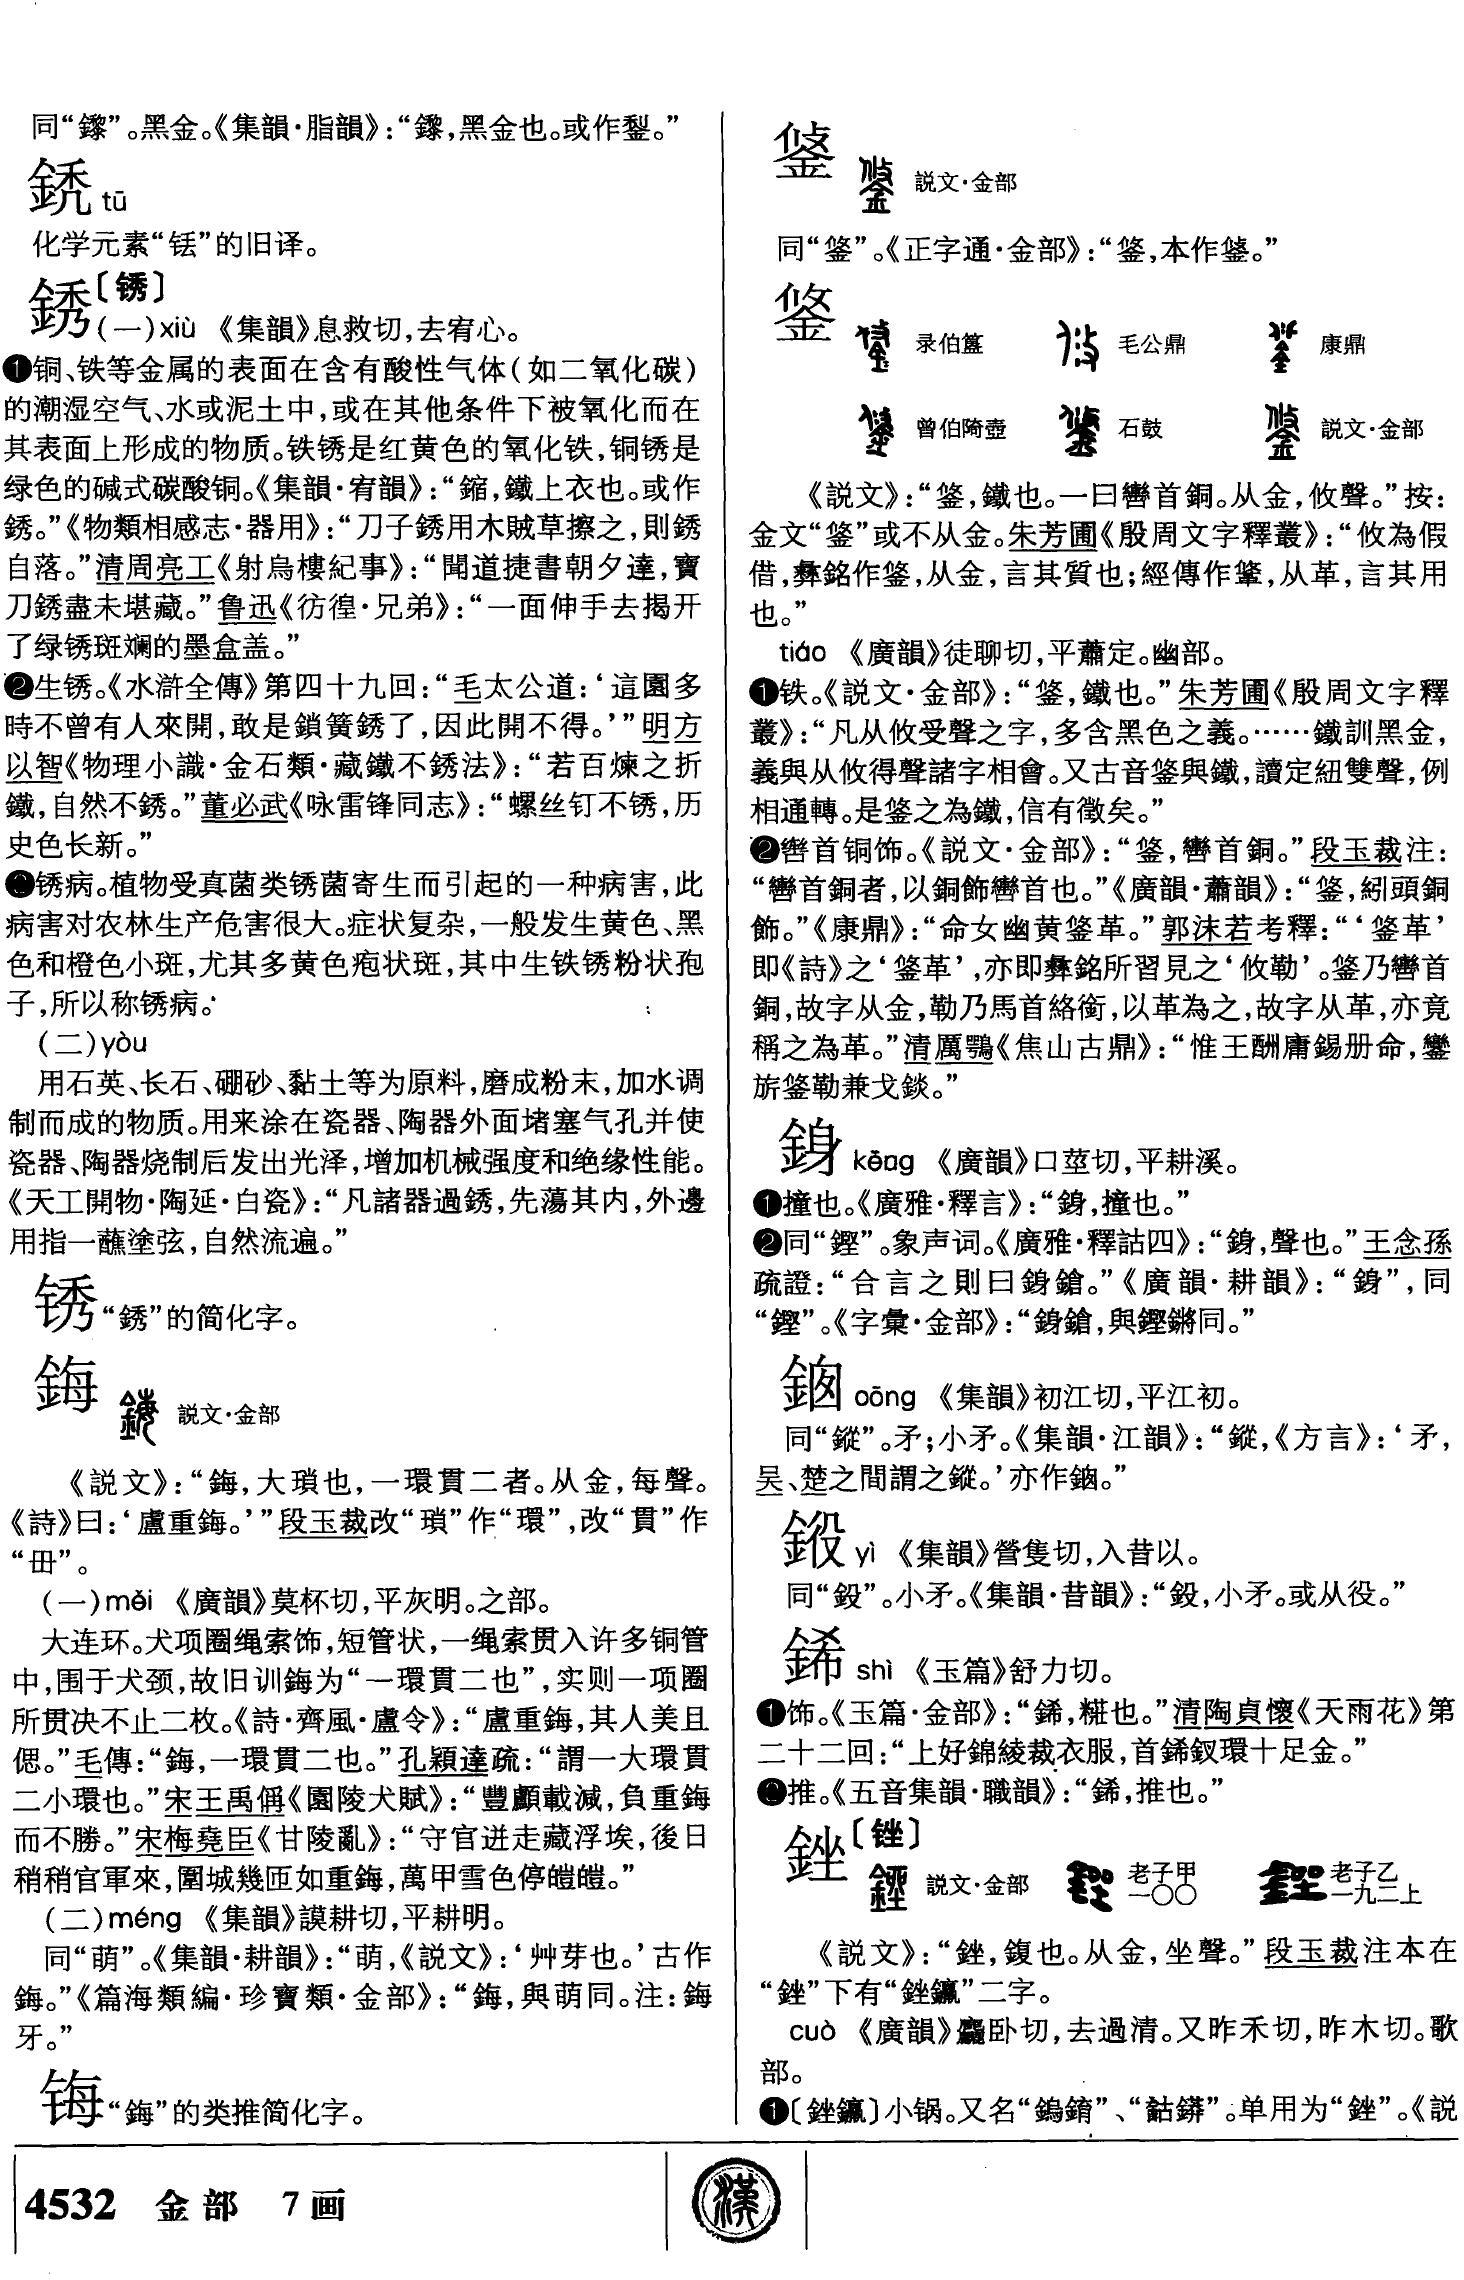 同“鏫”。黑金。《集韻·脂韻》：“鏫，黑金也。或作鋫。”
鋵 tū
化学元素“铥”的旧译。
銹〔锈〕
（一）xiù 《集韻》息救切，去宥心。
❶铜、铁等金属的表面在含有酸性气体（如二氧化碳）
的潮湿空气、水或泥土中，或在其他条件下被氧化而在
其表面上形成的物质。铁锈是红黄色的氧化铁，铜锈是
绿色的碱式碳酸铜。《集韻·宥韻》：“鏥，鐵上衣也。或作
銹。”《物類相感志·器用》：“刀子銹用木賊草擦之，則銹
自落。”清周亮工《射烏樓紀事》：“聞道捷書朝夕達，寶
刀銹盡未堪藏。”鲁迅《彷徨·兄弟》：“一面伸手去揭开
了绿锈斑斓的墨盒盖。”
❷生锈。《水滸全傳》第四十九回：“毛太公道：‘這園多
時不曾有人來開，敢是鎖簧銹了，因此開不得。’”明方
以智《物理小識·金石類·藏鐵不銹法》：“若百煉之折
鐵，自然不銹。”董必武《咏雷锋同志》：“螺丝钉不锈，历
史色长新。”
❸锈病。植物受真菌类锈菌寄生而引起的一种病害，此
病害对农林生产危害很大。症状复杂，一般发生黄色、黑
色和橙色小斑，尤其多黄色疱状斑，其中生铁锈粉状孢
子，所以称锈病。
（二）yòu
用石英、长石、硼砂、黏土等为原料，磨成粉末，加水调
制而成的物质。用来涂在瓷器、陶器外面堵塞气孔并使
瓷器、陶器烧制后发出光泽，增加机械强度和绝缘性能。
《天工開物·陶延·白瓷》：“凡諸器過銹，先蕩其内，外邊
用指一蘸塗弦，自然流遍。”
锈 “銹”的简化字。
鋂 説文·金部
《説文》：“鋂，大瑣也，一環貫二者。从金，每聲。
《詩》曰：‘盧重鋂。’”段玉裁改“瑣”作“環”，改“貫”作
“毌”。
（一）méi 《廣韻》莫杯切，平灰明。之部。
大连环。犬项圈绳索饰，短管状，一绳索贯入许多铜管
中，围于犬颈，故旧训鋂为“一環貫二也”，实则一项圈
所贯决不止二枚。《詩·齊風·盧令》：“盧重鋂，其人美且
偲。”毛傳：“鋂，一環貫二也。”孔穎達疏：“謂一大環貫
二小環也。”宋王禹偁《園陵犬賦》：“豐顱載減，負重鋂
而不勝。”宋梅堯臣《甘陵亂》：“守官迸走藏浮埃，後日
稍稍官軍來，圍城幾匝如重鋂，萬甲雪色停皚皚。”
（二）méng 《集韻》謨耕切，平耕明。
同“萌”。《集韻·耕韻》：“萌，《説文》：‘艸芽也。’古作
鋂。”《篇海類編·珍寶類·金部》：“鋂，與萌同。注：鋂
牙。”
𨱂 “鋂”的类推简化字。
説文·金部
同“鋚”。《正字通·金部》：“鋚，本作。”
鋚 录伯簋 毛公鼎 康鼎
曾伯陭壺 石鼓 説文·金部
《説文》：“鋚，鐵也。一曰轡首銅。从金，攸聲。”按：
金文“鋚”或不从金。朱芳圃《殷周文字釋叢》：“攸為假
借，彝銘作鋚，从金，言其質也；經傳作鞗，从革，言其用
也。”
tiáo 《廣韻》徒聊切，平蕭定。幽部。
❶铁。《説文·金部》：“鋚，鐵也。”朱芳圃《殷周文字釋
叢》：“凡从攸受聲之字，多含黑色之義。……鐵訓黑金，
義與从攸得聲諸字相會。又古音鋚與鐵，讀定紐雙聲，例
相通轉。是鋚之為鐵，信有徵矣。”
❷辔首铜饰。《説文·金部》：“鋚，轡首銅。”段玉裁注：
“轡首銅者，以銅飾轡首也。”《廣韻·蕭韻》：“鋚，紖頭銅
飾。”《康鼎》：“命女幽黄鋚革。”郭沫若考釋：“‘鋚革’
即《詩》之‘鋚革’，亦即彝銘所習見之‘攸勒’。鋚乃轡首
銅，故字从金，勒乃馬首絡銜，以革為之，故字从革，亦竟
稱之為革。”清厲鶚《焦山古鼎》：“惟王酬庸錫册命，鑾
旂鋚勒兼戈錟。”
鋞 kēng 《廣韻》口莖切，平耕溪。
❶撞也。《廣雅·釋言》：“，撞也。”
❷同“鏗”。象声词。《廣雅·釋詁四》：“，聲也。”王念孫
疏證：“合言之則曰鎗。”《廣韻·耕韻》：“”，同
“鏗”。《字彙·金部》：“鎗，與鏗鏘同。”
cōng 《集韻》初江切，平江初。
同“鏦”。矛；小矛。《集韻·江韻》：“鏦，《方言》：‘矛，
吴、楚之間謂之鏦。’亦作。”
yì 《集韻》營隻切，入昔以。
同“鈠”。小矛。《集韻·昔韻》：“鈠，小矛。或从役。”
shì 《玉篇》舒力切。
❶饰。《玉篇·金部》：“，糚也。”清陶貞懷《天雨花》第
二十二回：“上好錦綾裁衣服，首釵環十足金。”
❷推。《五音集韻·職韻》：“，推也。”
銼〔锉〕
説文·金部 老子甲一〇〇 老子乙一九二上
《説文》：“銼，鍑也。从金，坐聲。”段玉裁注本在
“銼”下有“銼鑹”二字。
cuò 《廣韻》麤卧切，去過清。又昨禾切，昨木切。歌
部。
❶〔銼〕小锅。又名“鎢錥”、“鈷𨰿”。单用为“銼”。《説
4532 金部 7画
漢